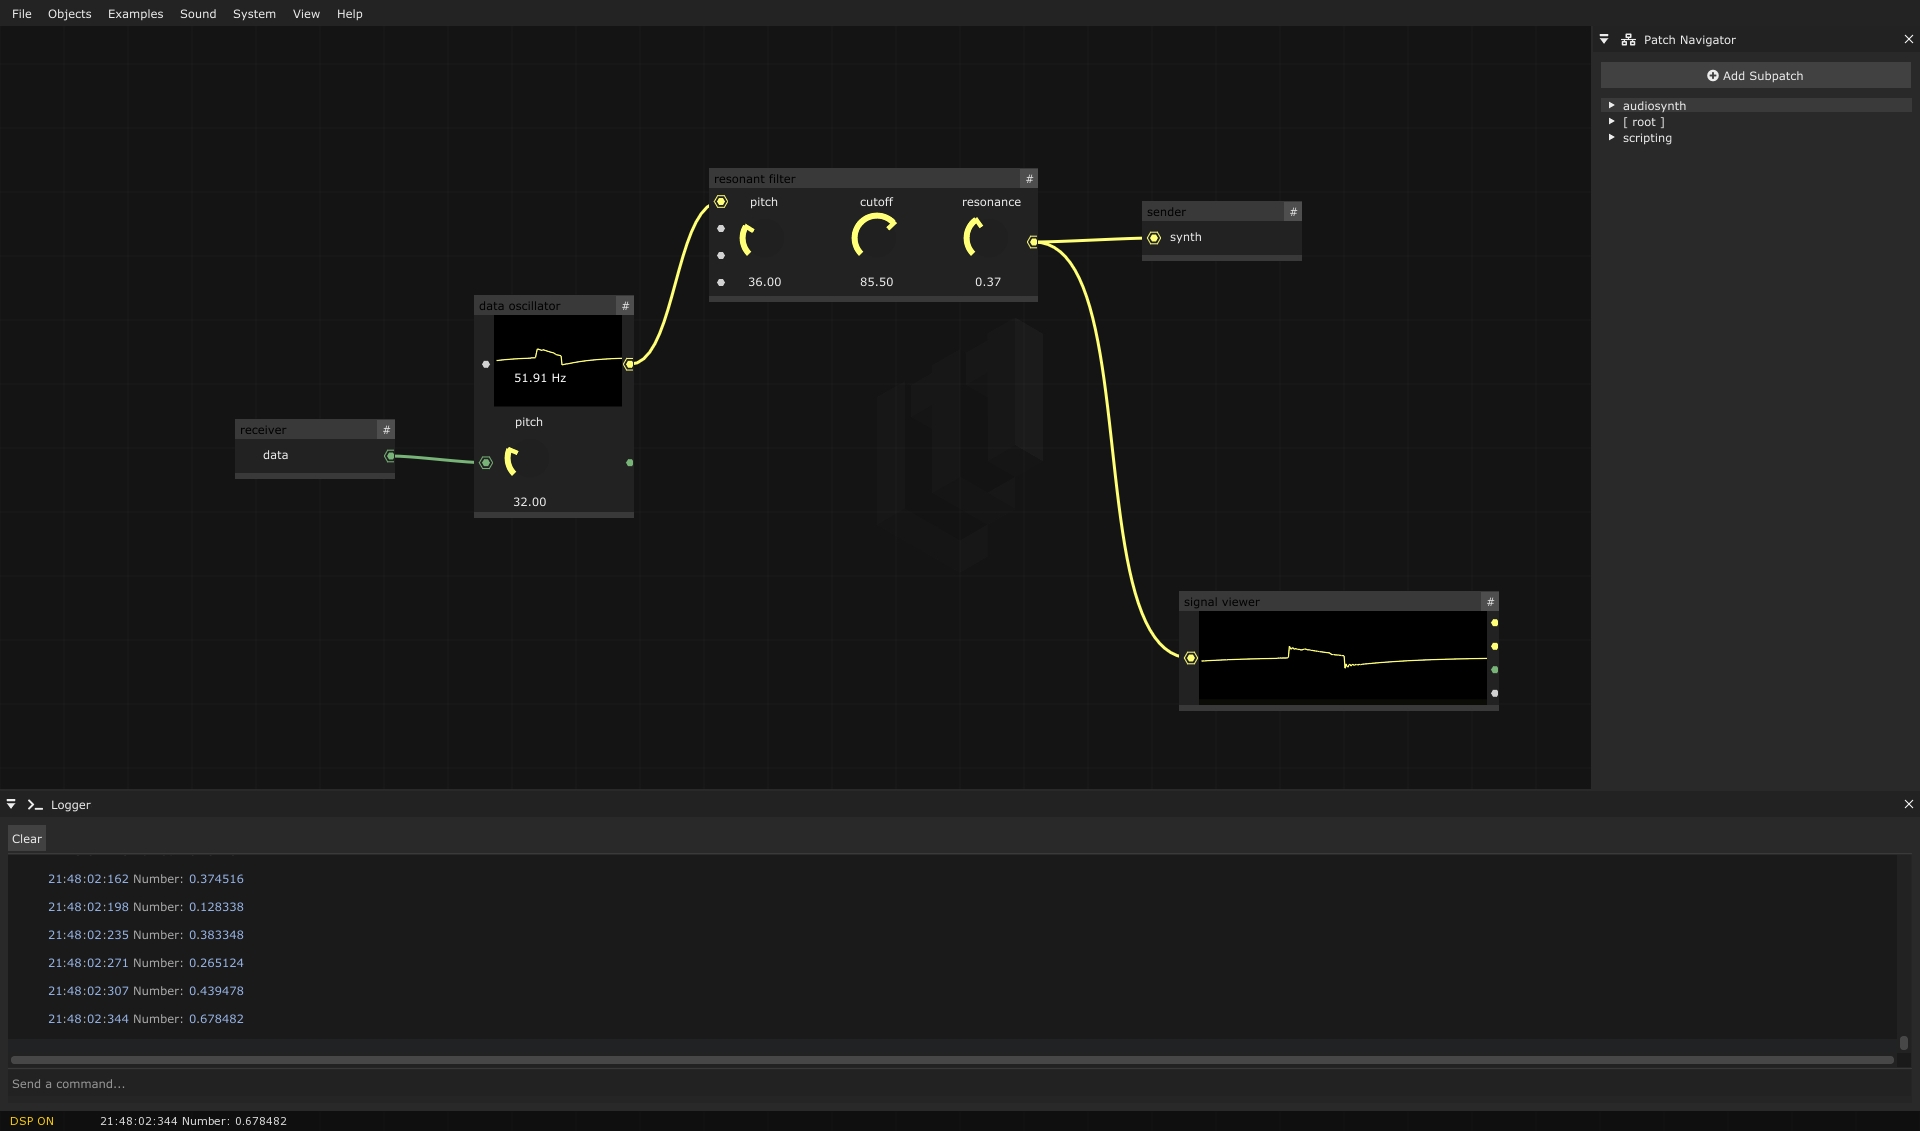 File Objects Examples Sound System View Help
Patch Navigator
Add Subpatch
audiosynth
[ root ]
scripting
resonant filter #
pitch cutoff resonance
36.00 85.50 0.37
sender #
synth
data oscillator #
51.91 Hz
pitch
32.00
receiver #
data
signal viewer #
Logger
Clear
21:48:02:162 Number: 0.374516
21:48:02:198 Number: 0.128338
21:48:02:235 Number: 0.383348
21:48:02:271 Number: 0.265124
21:48:02:307 Number: 0.439478
21:48:02:344 Number: 0.678482
Send a command...
DSP ON 21:48:02:344 Number: 0.678482